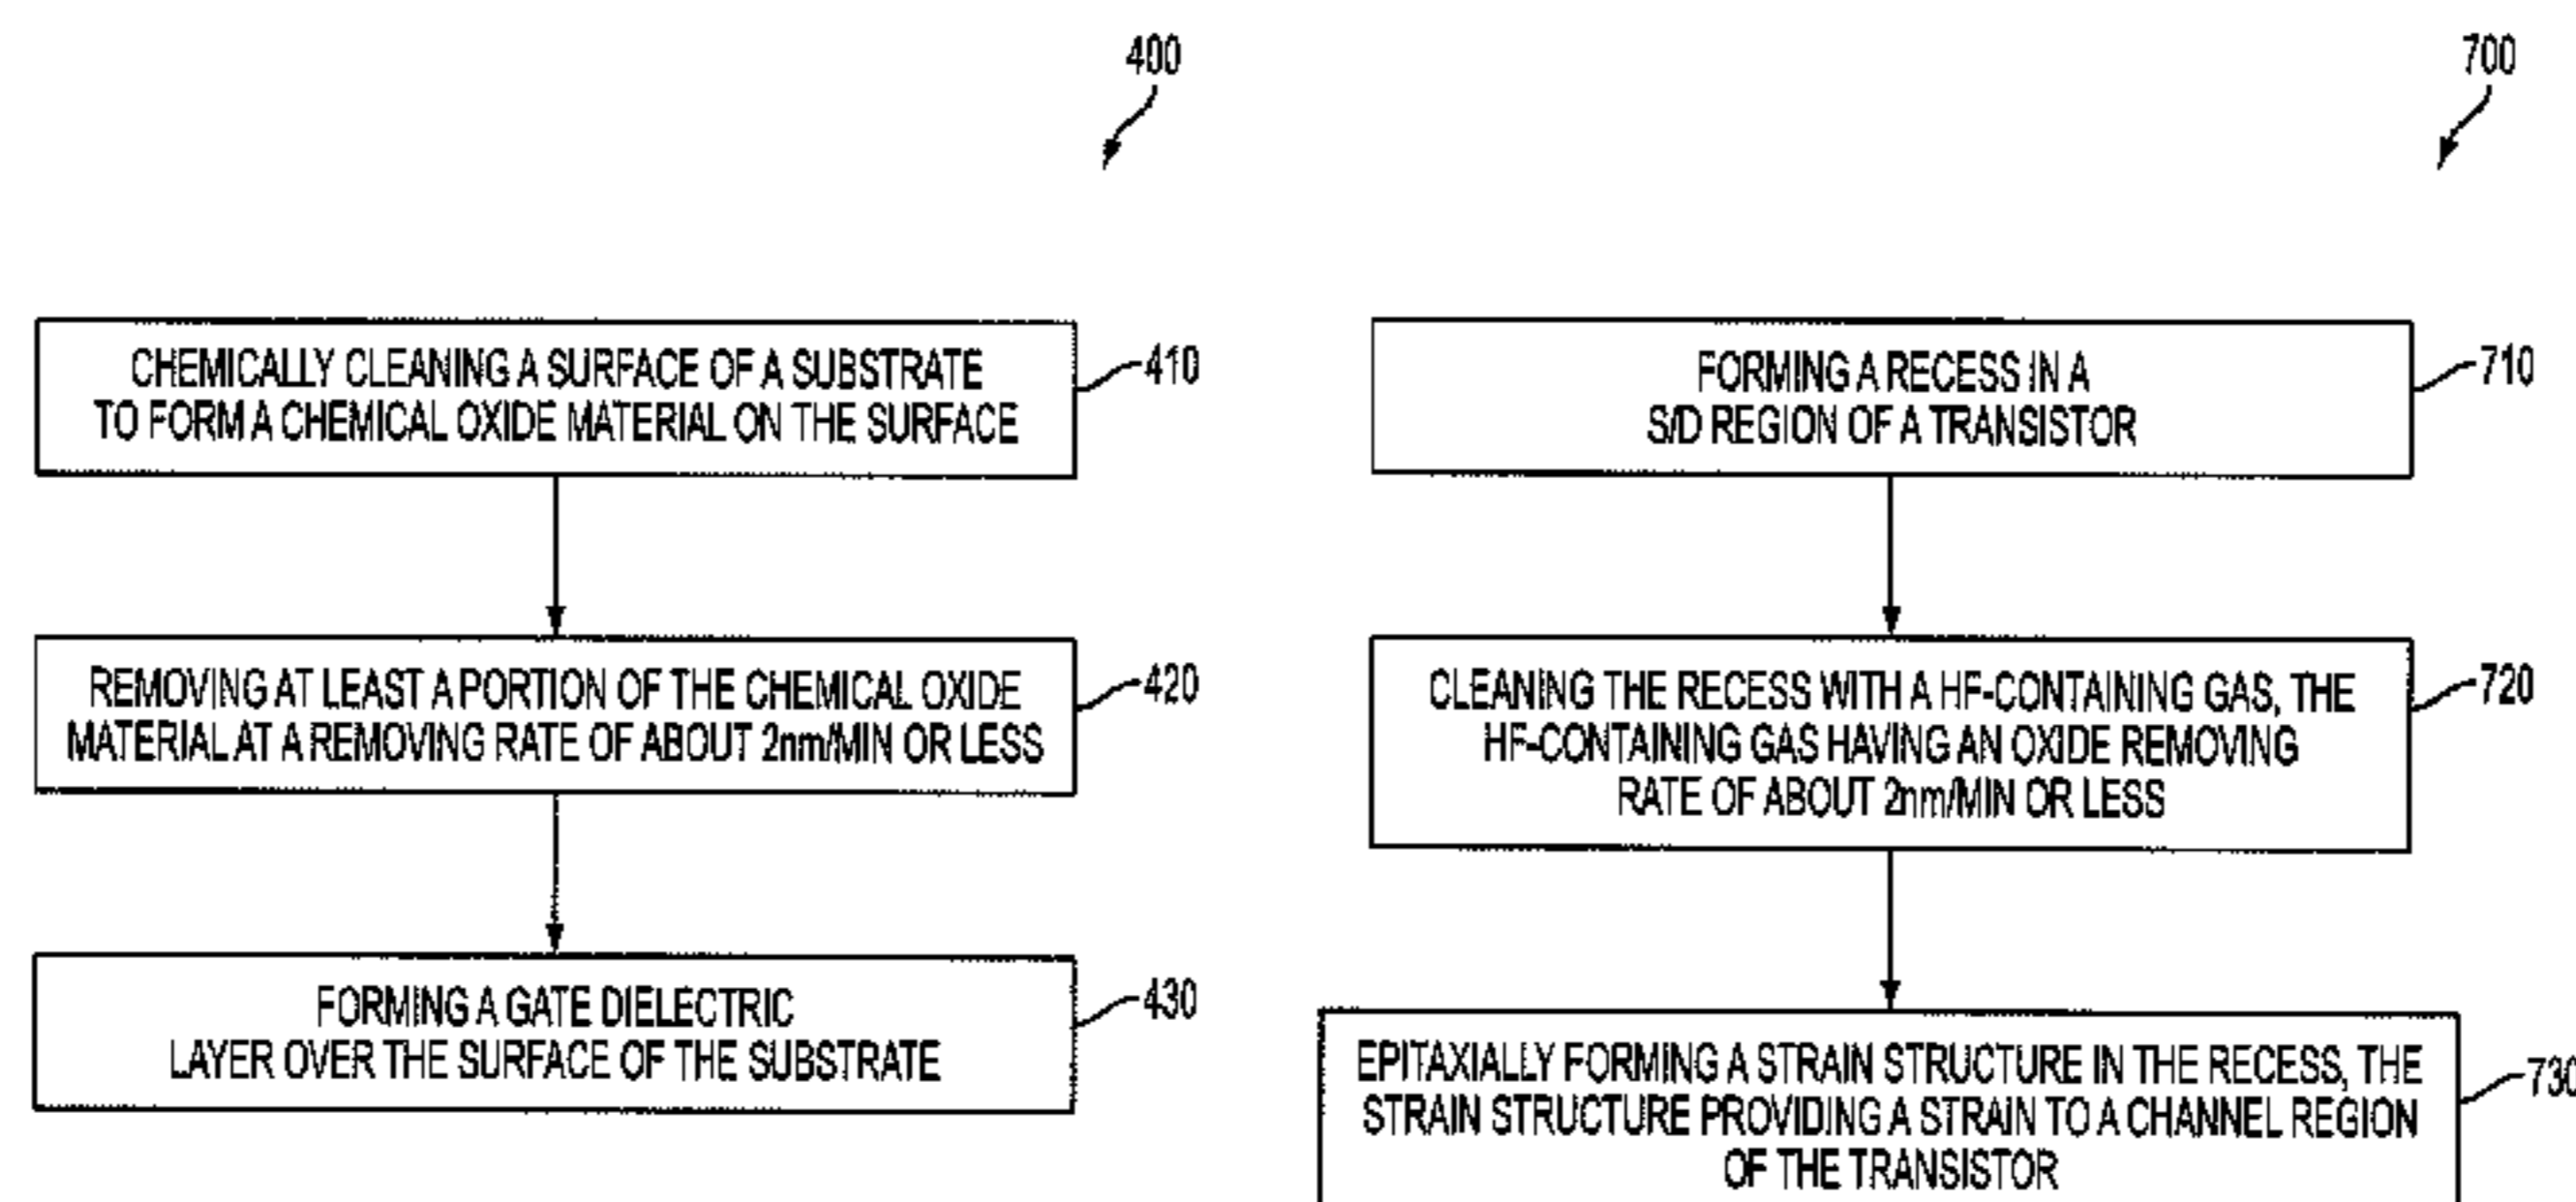 400
CHEMICALLY CLEANING A SURFACE OF A SUBSTRATE
TO FORM A CHEMICAL OXIDE MATERIAL ON THE SURFACE
410
REMOVING AT LEAST A PORTION OF THE CHEMICAL OXIDE
MATERIAL AT A REMOVING RATE OF ABOUT 2nm/MIN OR LESS
420
FORMING A GATE DIELECTRIC
LAYER OVER THE SURFACE OF THE SUBSTRATE
430
700
FORMING A RECESS IN A
S/D REGION OF A TRANSISTOR
710
CLEANING THE RECESS WITH A HF-CONTAINING GAS, THE
HF-CONTAINING GAS HAVING AN OXIDE REMOVING
RATE OF ABOUT 2nm/MIN OR LESS
720
EPITAXIALLY FORMING A STRAIN STRUCTURE IN THE RECESS, THE
STRAIN STRUCTURE PROVIDING A STRAIN TO A CHANNEL REGION
OF THE TRANSISTOR
730